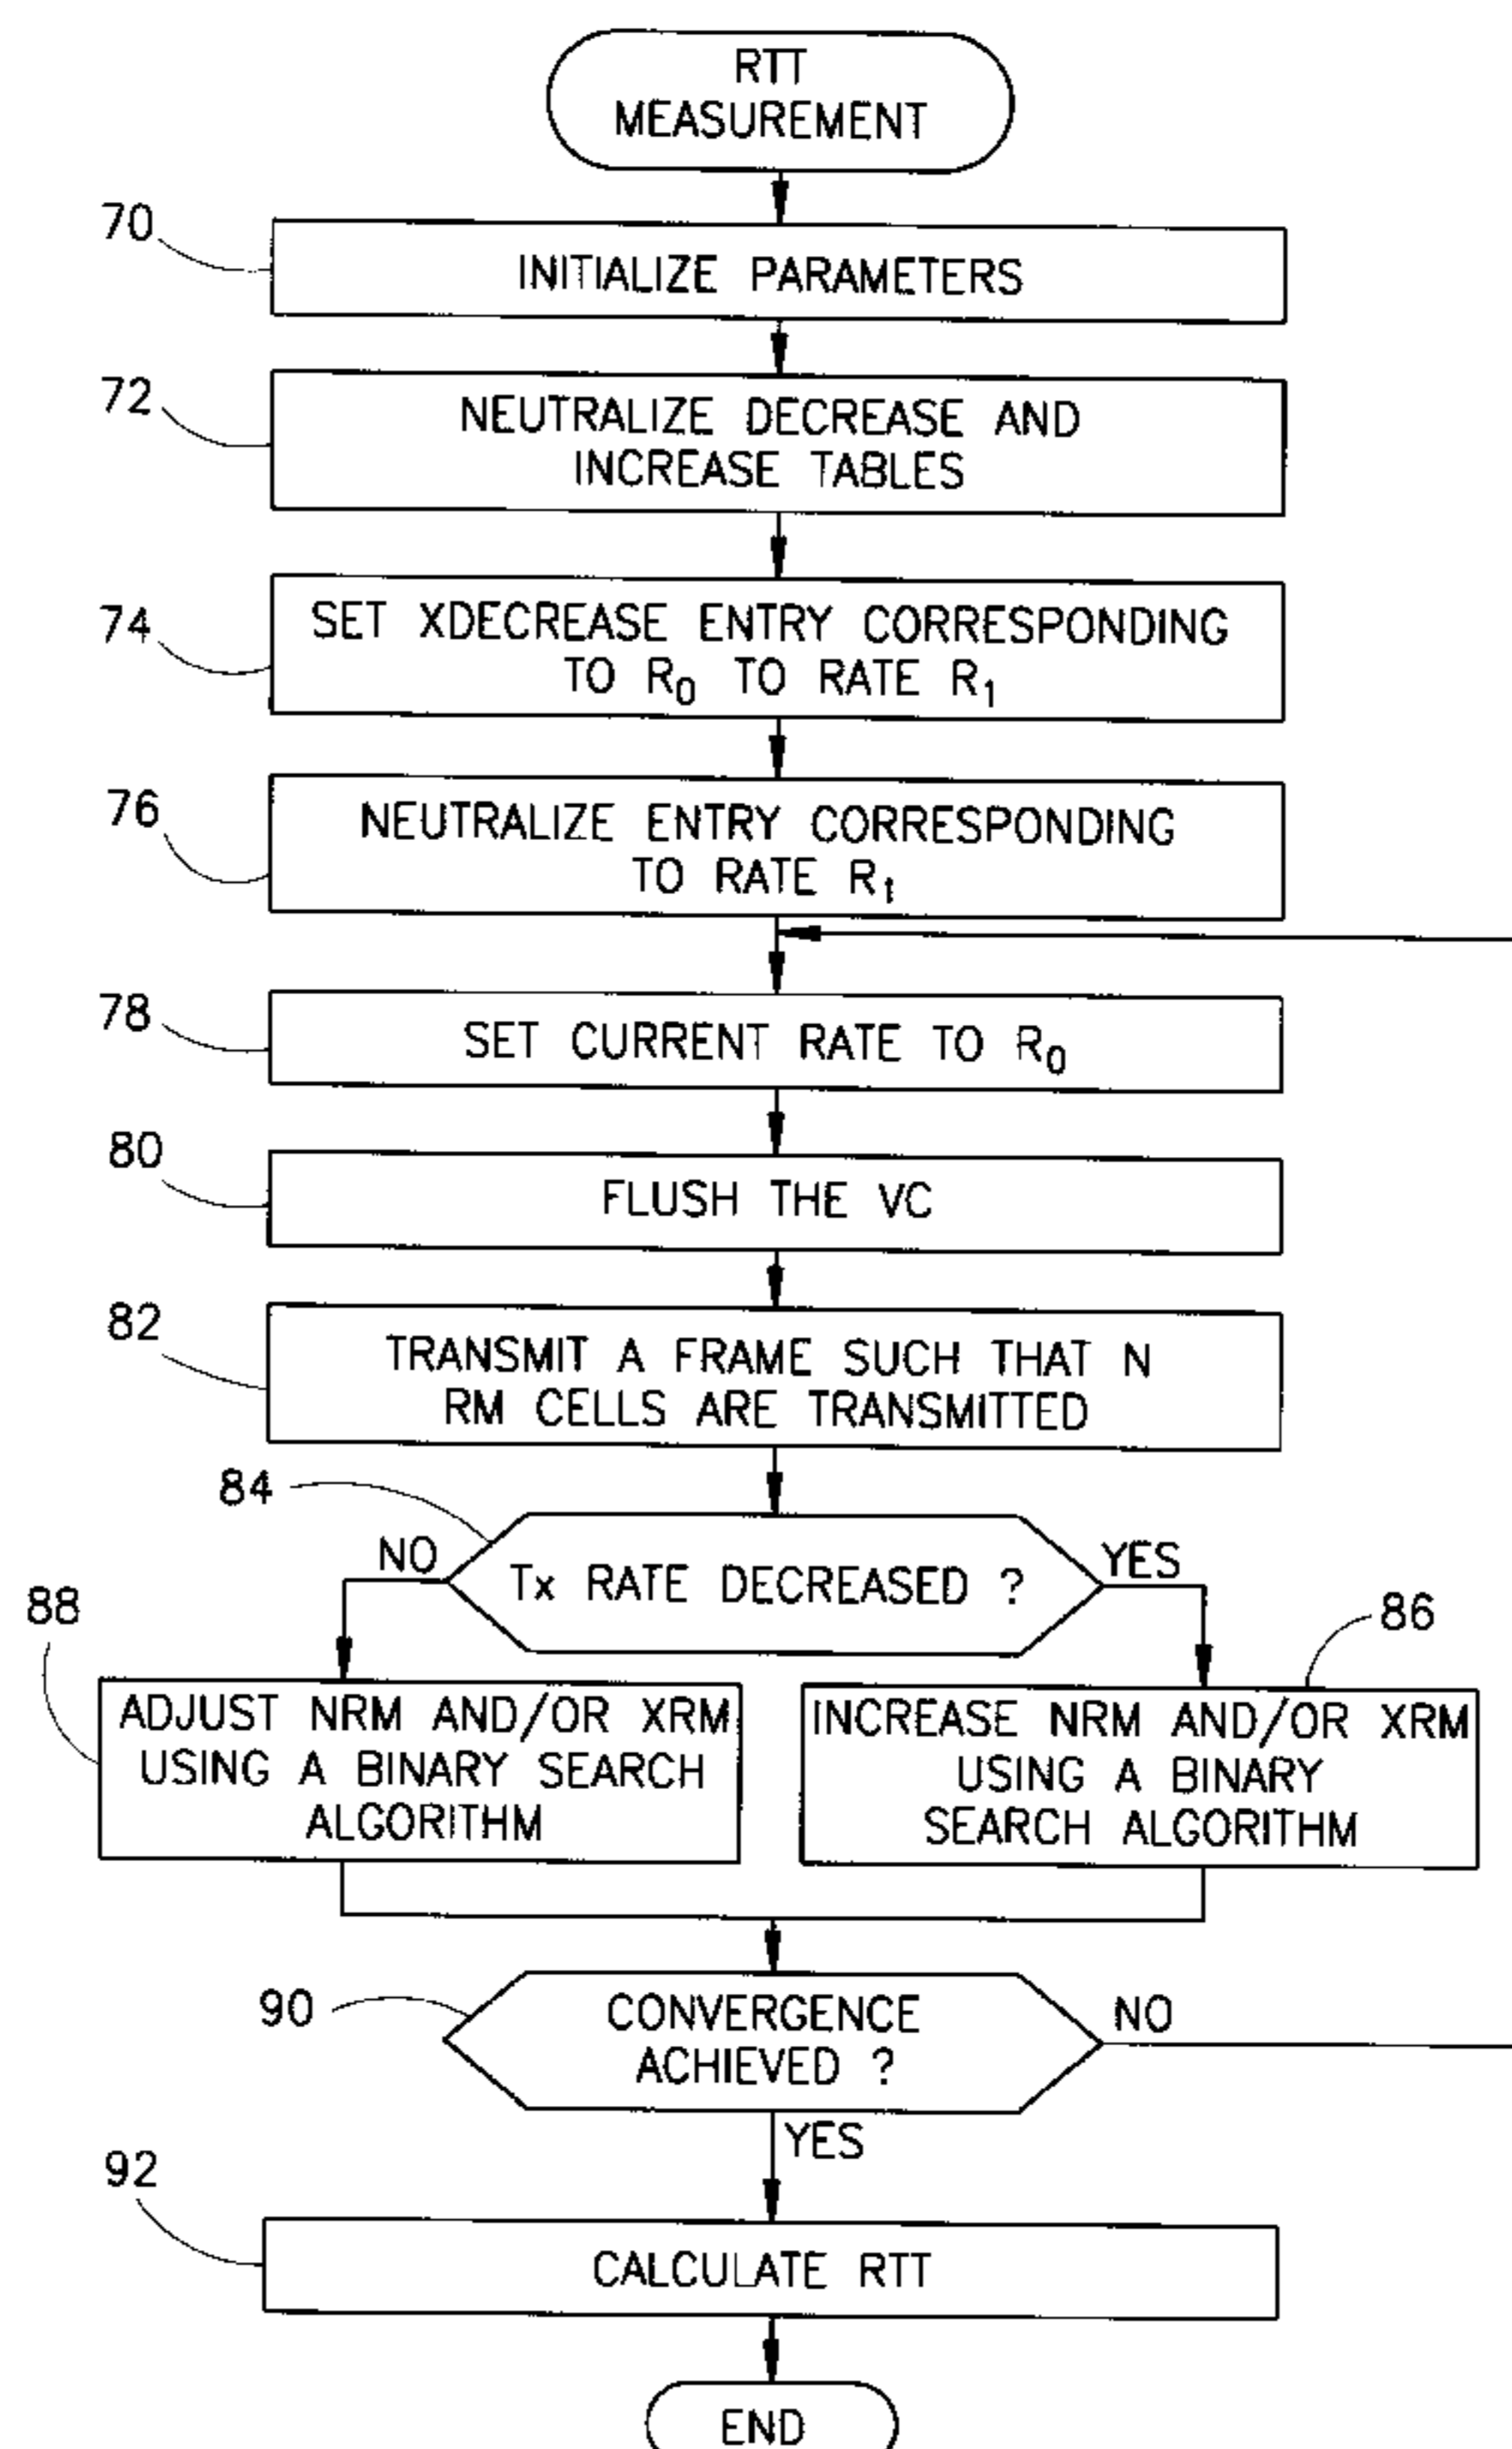 RTT
MEASUREMENT
70
INITIALIZE PARAMETERS
72
NEUTRALIZE DECREASE AND
INCREASE TABLES
74
SET XDECREASE ENTRY CORRESPONDING
TO R0 TO RATE R1
76
NEUTRALIZE ENTRY CORRESPONDING
TO RATE R1
78
SET CURRENT RATE TO R0
80
FLUSH THE VC
82
TRANSMIT A FRAME SUCH THAT N
RM CELLS ARE TRANSMITTED
84
NO
Tx RATE DECREASED ?
YES
88
ADJUST NRM AND/OR XRM
USING A BINARY SEARCH
ALGORITHM
86
INCREASE NRM AND/OR XRM
USING A BINARY
SEARCH ALGORITHM
90
CONVERGENCE
ACHIEVED ?
NO
YES
92
CALCULATE RTT
END